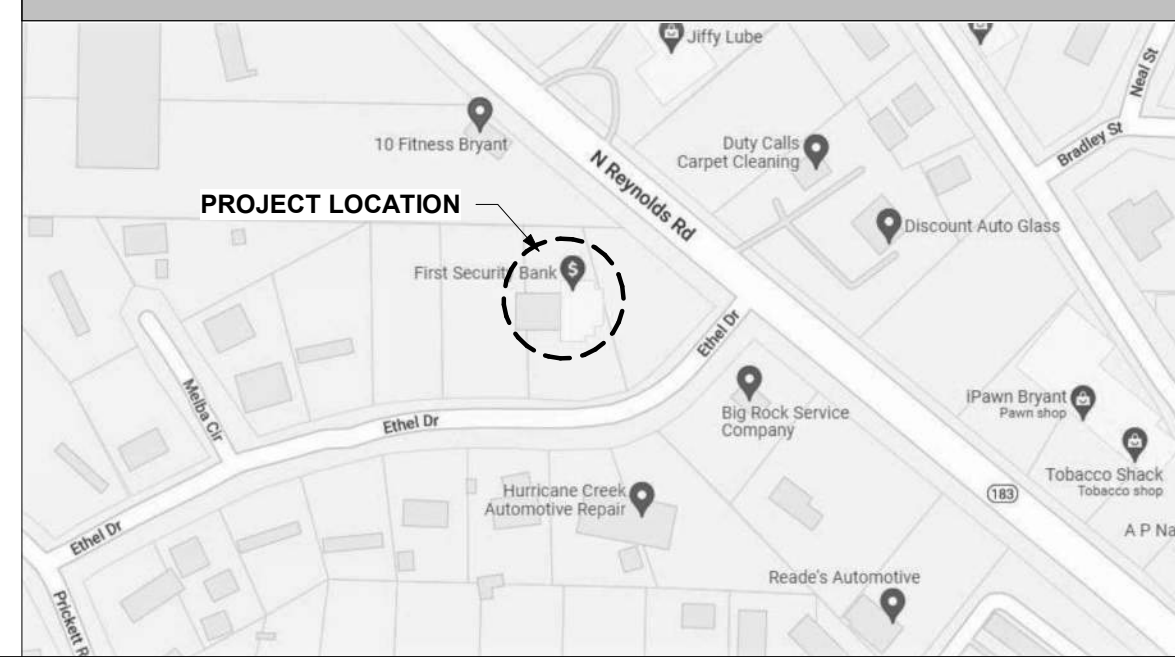 Jiffy Lube
Neal St
10 Fitness Bryant
Duty Calls
Carpet Cleaning
Bradley St
N Reynolds Rd
PROJECT LOCATION
Discount Auto Glass
First Security Bank
Ethel Dr
Melba Cir
Ethel Dr
Big Rock Service
Company
iPawn Bryant
Pawn shop
Tobacco Shack
Tobacco shop
Hurricane Creek
Automotive Repair
183
A P Na
Ethel Dr
Reade's Automotive
Prickett R